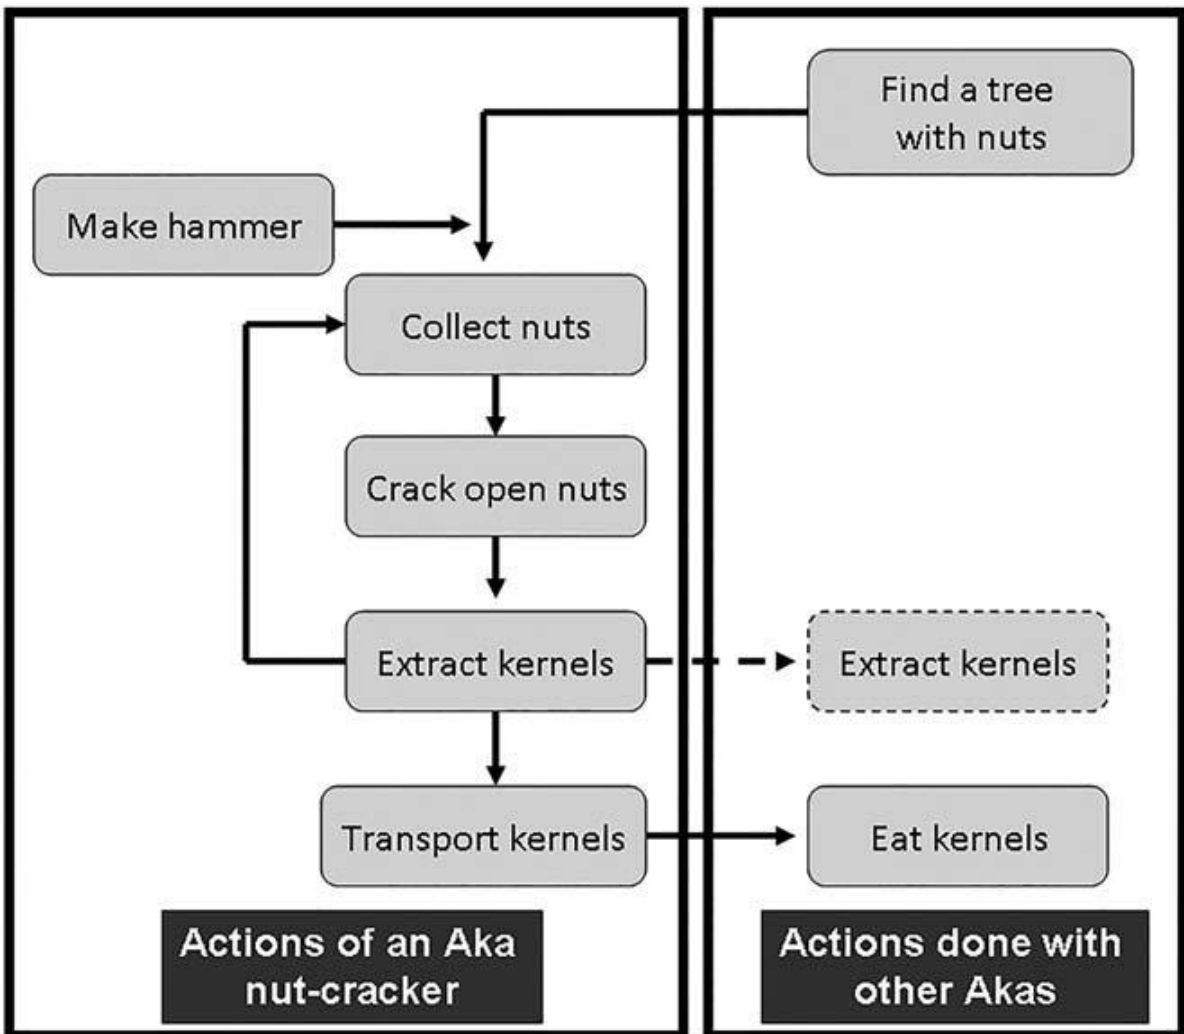 Find a tree
with nuts
Make hammer
Collect nuts
Crack open nuts
Extract kernels
Extract kernels
Transport kernels
Eat kernels
Actions of an Aka
nut-cracker
Actions done with
other Akas